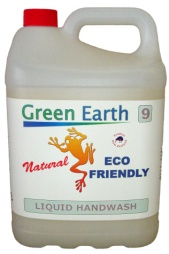 Green Earth 9
Natural
ECO
FRIENDLY
LIQUID HANDWASH